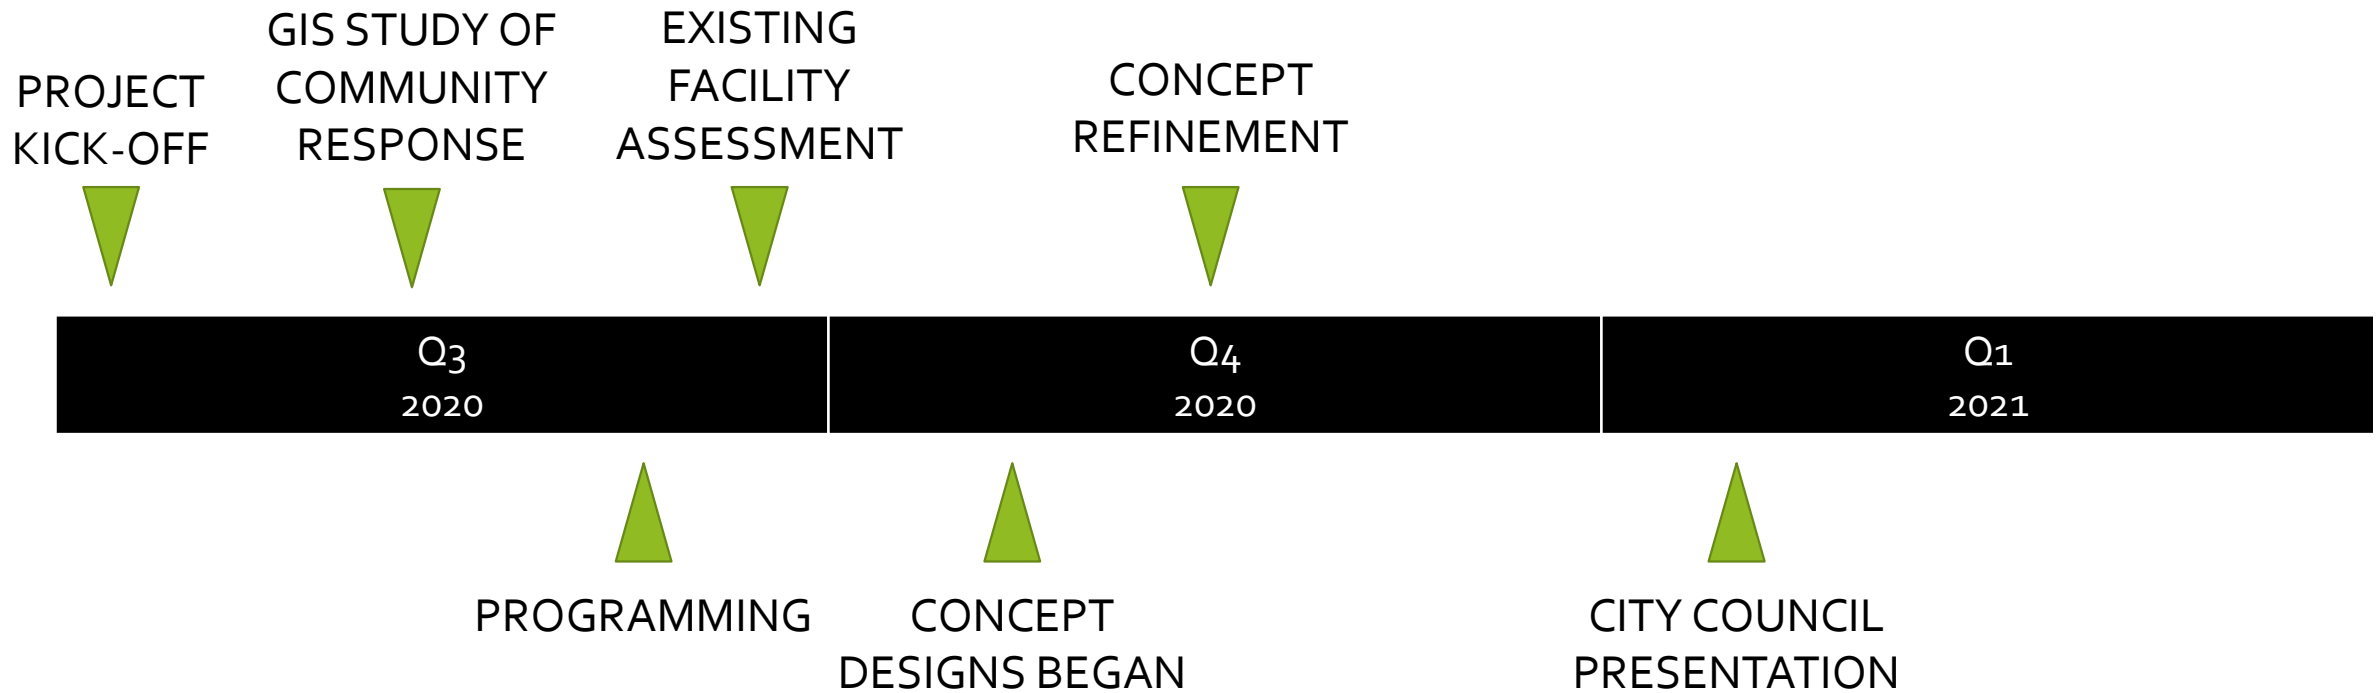 PROJECT
KICK-OFF
GIS STUDY OF
COMMUNITY
RESPONSE
EXISTING
FACILITY
ASSESSMENT
CONCEPT
REFINEMENT
Q3
2020
Q4
2020
Q1
2021
PROGRAMMING
CONCEPT
DESIGNS BEGAN
CITY COUNCIL
PRESENTATION